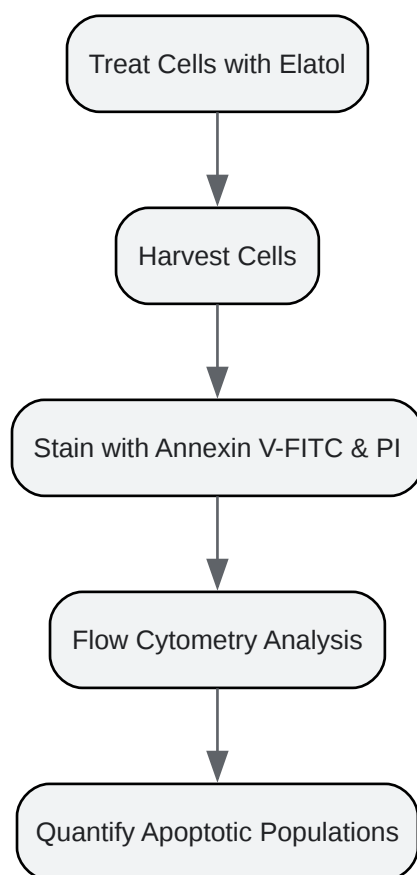 Treat Cells with Elatol
Harvest Cells
Stain with Annexin V-FITC & PI
Flow Cytometry Analysis
Quantify Apoptotic Populations